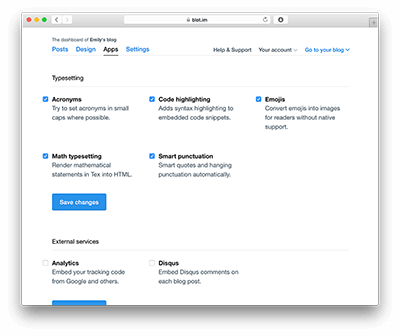 blot.im
The dashboard of Emily's blog
Posts Design Apps Settings Help & Support Your account Go to your blog
Typesetting
Acronyms
Try to set acronyms in small
caps where possible.
Code highlighting
Adds syntax highlighting to
embedded code snippets.
Emojis
Convert emojis into images
for readers without native
support.
Math typesetting
Render mathematical
statements in Tex into HTML.
Smart punctuation
Smart quotes and hanging
punctuation automatically.
Save changes
External services
Analytics
Embed your tracking code
from Google and others.
Disqus
Embed Disqus comments on
each blog post.